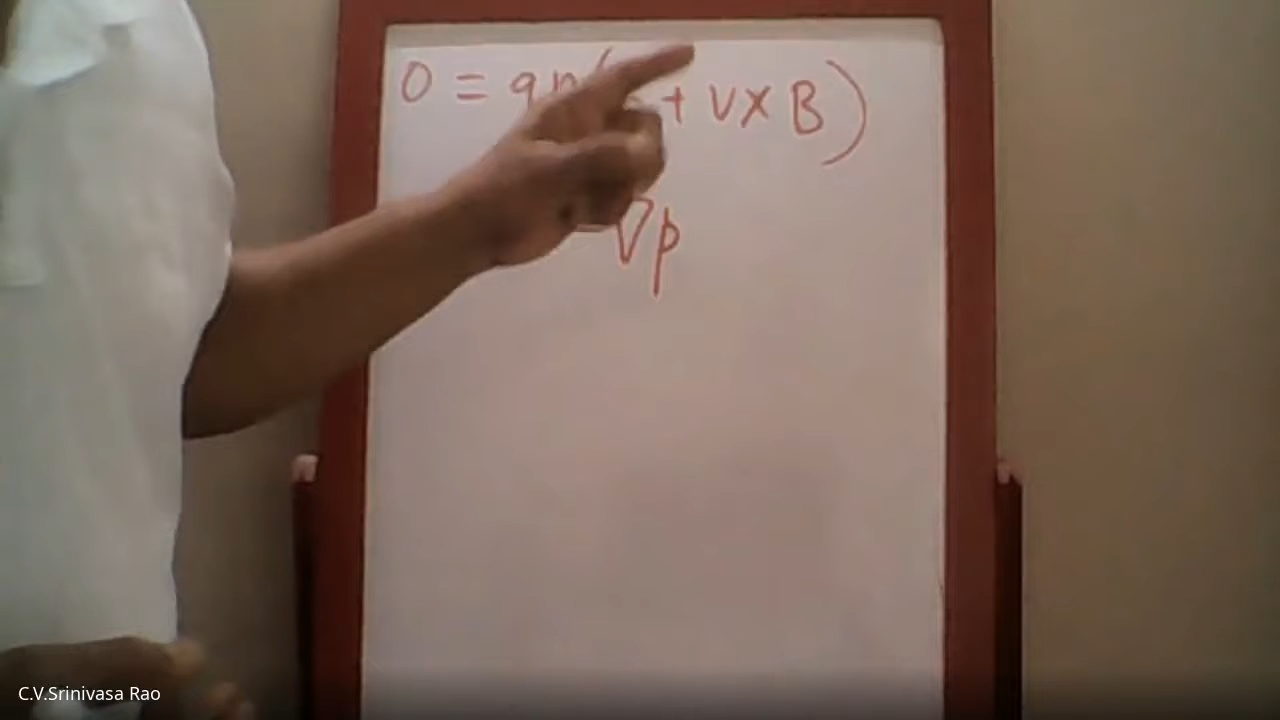 0 = qn( + v × B)
∇p
C.V.Srinivasa Rao